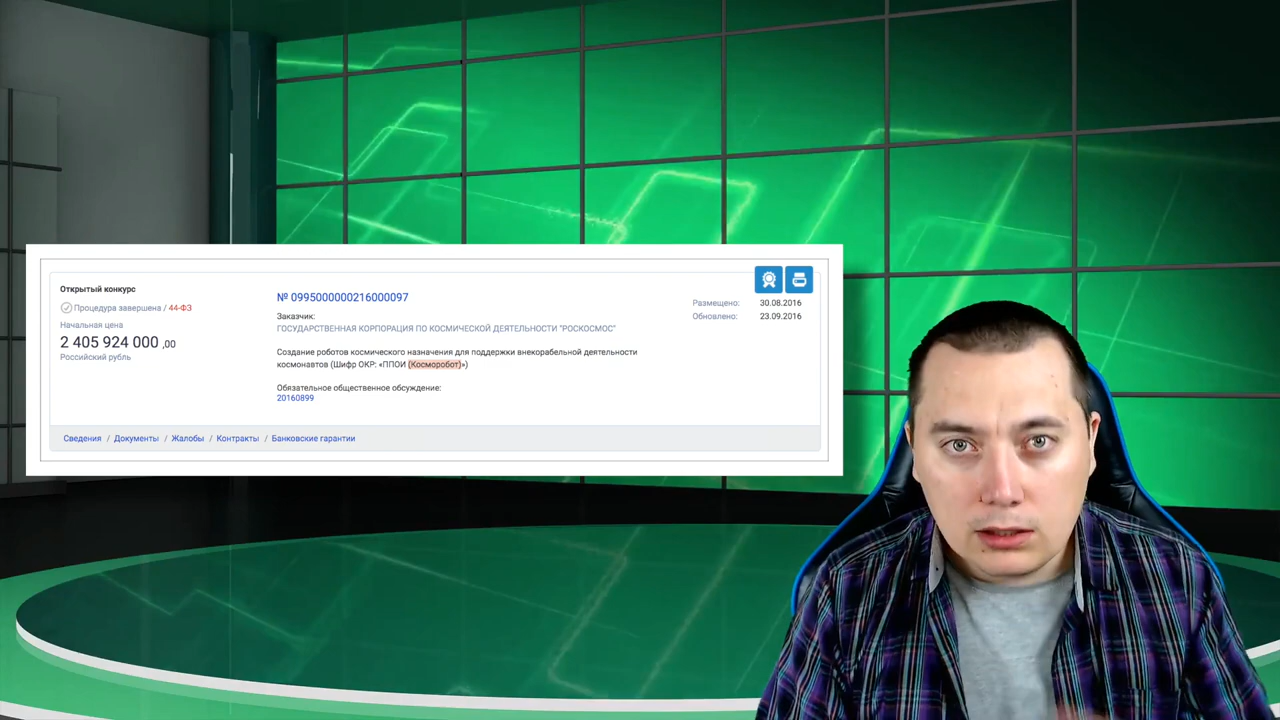 Открытый конкурс
Процедура завершена / 44-ФЗ
Начальная цена
2 405 924 000 ,00
Российский рубль
№ 0995000000216000097
Заказчик:
ГОСУДАРСТВЕННАЯ КОРПОРАЦИЯ ПО КОСМИЧЕСКОЙ ДЕЯТЕЛЬНОСТИ "РОСКОСМОС"
Создание роботов космического назначения для поддержки внекорабельной деятельности
космонавтов (Шифр ОКР: «ППОИ (Косморобот)»)
Обязательное общественное обсуждение:
20160899
Размещено: 30.08.2016
Обновлено: 23.09.2016
Сведения / Документы / Жалобы / Контракты / Банковские гарантии